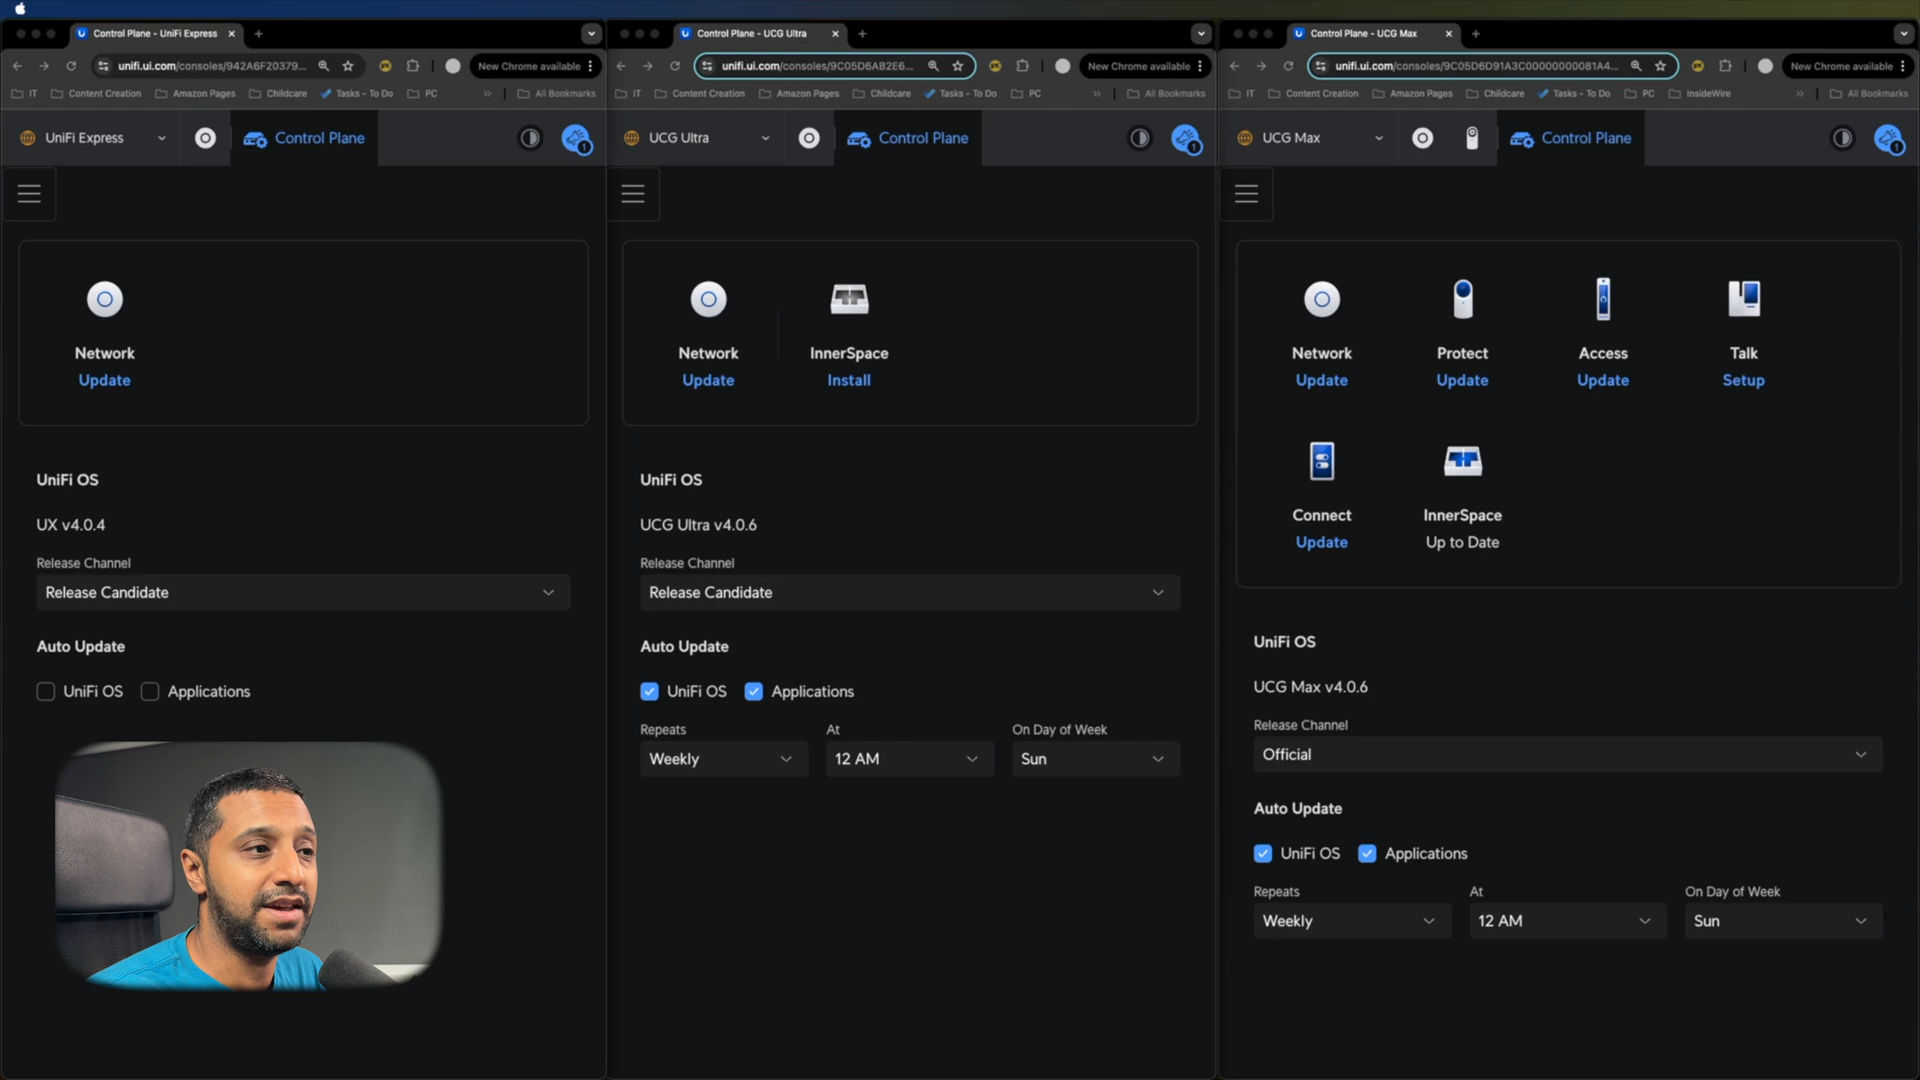 Control Plane - UniFi Express
unifi.ui.com/consoles/942A6F20379...
New Chrome available
IT
Content Creation
Amazon Pages
Childcare
Tasks - To Do
PC
»
All Bookmarks
UniFi Express
Control Plane
1
Network
Update
UniFi OS
UX v4.0.4
Release Channel
Release Candidate
Auto Update
UniFi OS
Applications
Control Plane - UCG Ultra
unifi.ui.com/consoles/9C05D6AB2E6...
New Chrome available
IT
Content Creation
Amazon Pages
Childcare
Tasks - To Do
PC
»
All Bookmarks
UCG Ultra
Control Plane
1
Network
Update
InnerSpace
Install
UniFi OS
UCG Ultra v4.0.6
Release Channel
Release Candidate
Auto Update
UniFi OS
Applications
Repeats
Weekly
At
12 AM
On Day of Week
Sun
Control Plane - UCG Max
unifi.ui.com/consoles/9C05D6D91A3C00000000081A4...
New Chrome available
IT
Content Creation
Amazon Pages
Childcare
Tasks - To Do
PC
InsideWire
»
All Bookmarks
UCG Max
Control Plane
1
Network
Update
Protect
Update
Access
Update
Talk
Setup
Connect
Update
InnerSpace
Up to Date
UniFi OS
UCG Max v4.0.6
Release Channel
Official
Auto Update
UniFi OS
Applications
Repeats
Weekly
At
12 AM
On Day of Week
Sun